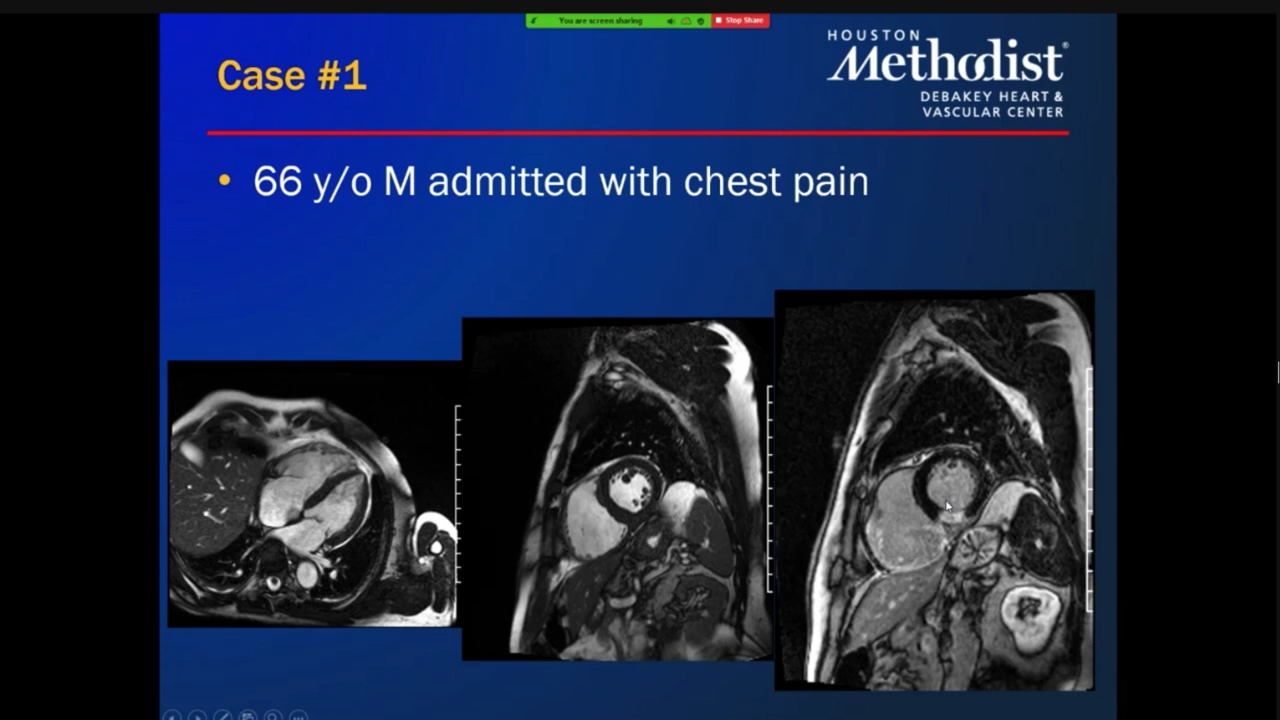 You are screen sharing
Stop Share
HOUSTON
Methodist®
DEBAKEY HEART &
VASCULAR CENTER
Case #1
• 66 y/o M admitted with chest pain